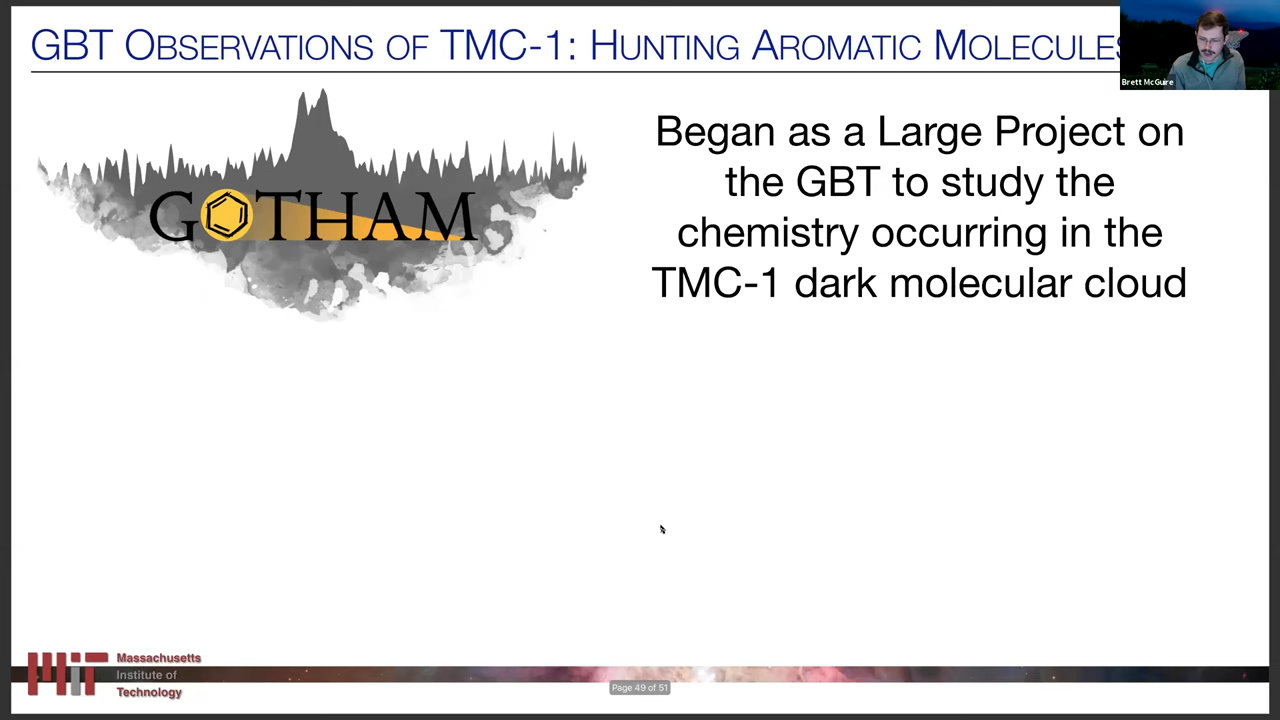 GBT OBSERVATIONS OF TMC-1: HUNTING AROMATIC MOLECULES
Brett McGuire
GOTHAM
Began as a Large Project on
the GBT to study the
chemistry occurring in the
TMC-1 dark molecular cloud
MIT
Massachusetts
Institute of
Technology
Page 49 of 51